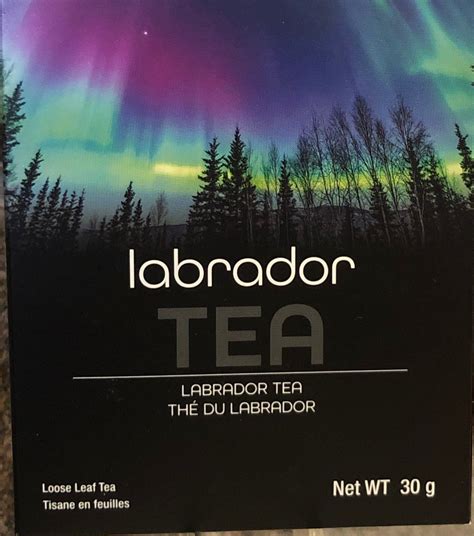 labrador
TEA
LABRADOR TEA
THÉ DU LABRADOR
Loose Leaf Tea
Tisane en feuilles
Net WT 30 g